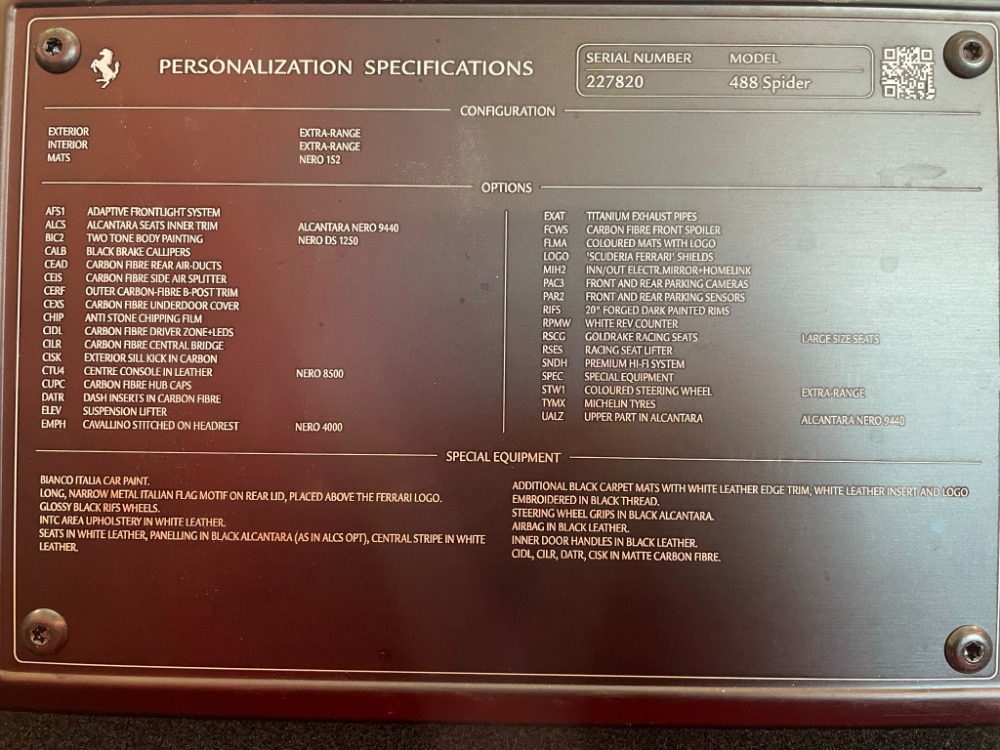 PERSONALIZATION SPECIFICATIONS
SERIAL NUMBER MODEL
227820 488 Spider
CONFIGURATION
EXTERIOR EXTRA-RANGE
INTERIOR EXTRA-RANGE
MATS NERO 152
OPTIONS
AFS1 ADAPTIVE FRONTLIGHT SYSTEM
ALCS ALCANTARA SEATS INNER TRIM ALCANTARA NERO 9440
BIC2 TWO TONE BODY PAINTING NERO DS 1250
CALB BLACK BRAKE CALLIPERS
CEAD CARBON FIBRE REAR AIR-DUCTS
CEIS CARBON FIBRE SIDE AIR SPLITTER
CERF OUTER CARBON-FIBRE B-POST TRIM
CEXS CARBON FIBRE UNDERDOOR COVER
CHIP ANTI STONE CHIPPING FILM
CIDL CARBON FIBRE DRIVER ZONE+LEDS
CILR CARBON FIBRE CENTRAL BRIDGE
CISK EXTERIOR SILL KICK IN CARBON
CTU4 CENTRE CONSOLE IN LEATHER NERO 8500
CUPC CARBON FIBRE HUB CAPS
DATR DASH INSERTS IN CARBON FIBRE
ELEV SUSPENSION LIFTER
EMPH CAVALLINO STITCHED ON HEADREST NERO 4000
EXAT TITANIUM EXHAUST PIPES
FCWS CARBON FIBRE FRONT SPOILER
FLMA COLOURED MATS WITH LOGO
LOGO 'SCUDERIA FERRARI' SHIELDS
MIH2 INN/OUT ELECTR.MIRROR+HOMELINK
PAC3 FRONT AND REAR PARKING CAMERAS
PAR2 FRONT AND REAR PARKING SENSORS
RIFS 20" FORGED DARK PAINTED RIMS
RPMW WHITE REV COUNTER
RSCG GOLDRAKE RACING SEATS LARGE SIZE SEATS
RSES RACING SEAT LIFTER
SNDH PREMIUM HI-FI SYSTEM
SPEC SPECIAL EQUIPMENT
STW1 COLOURED STEERING WHEEL EXTRA-RANGE
TYMX MICHELIN TYRES
UALZ UPPER PART IN ALCANTARA ALCANTARA NERO 9440
SPECIAL EQUIPMENT
BIANCO ITALIA CAR PAINT.
LONG, NARROW METAL ITALIAN FLAG MOTIF ON REAR LID, PLACED ABOVE THE FERRARI LOGO.
GLOSSY BLACK RIFS WHEELS.
INTC AREA UPHOLSTERY IN WHITE LEATHER.
SEATS IN WHITE LEATHER, PANELLING IN BLACK ALCANTARA (AS IN ALCS OPT), CENTRAL STRIPE IN WHITE
LEATHER.
ADDITIONAL BLACK CARPET MATS WITH WHITE LEATHER EDGE TRIM, WHITE LEATHER INSERT AND LOGO
EMBROIDERED IN BLACK THREAD.
STEERING WHEEL GRIPS IN BLACK ALCANTARA.
AIRBAG IN BLACK LEATHER.
INNER DOOR HANDLES IN BLACK LEATHER.
CIDL, CILR, DATR, CISK IN MATTE CARBON FIBRE.